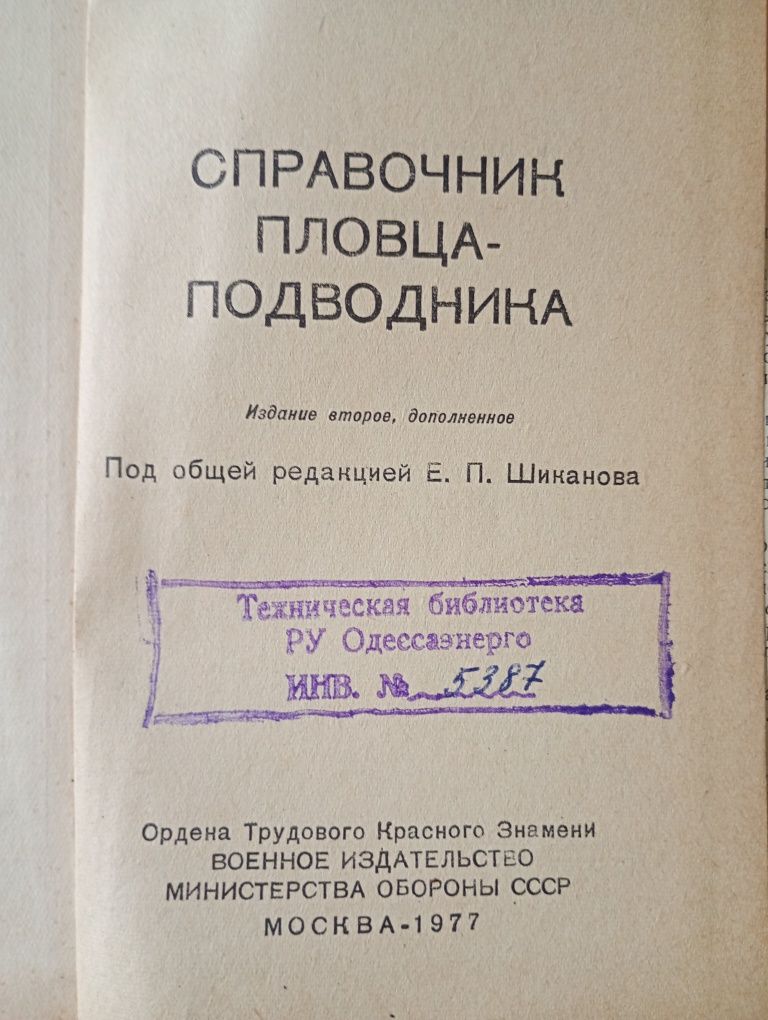 СПРАВОЧНИК
ПЛОВЦА-
ПОДВОДНИКА
Издание второе, дополненное
Под общей редакцией Е. П. Шиканова
Техническая библиотека
РУ Одессаэнерго
ИНВ. № 5387
Ордена Трудового Красного Знамени
ВОЕННОЕ ИЗДАТЕЛЬСТВО
МИНИСТЕРСТВА ОБОРОНЫ СССР
МОСКВА-1977